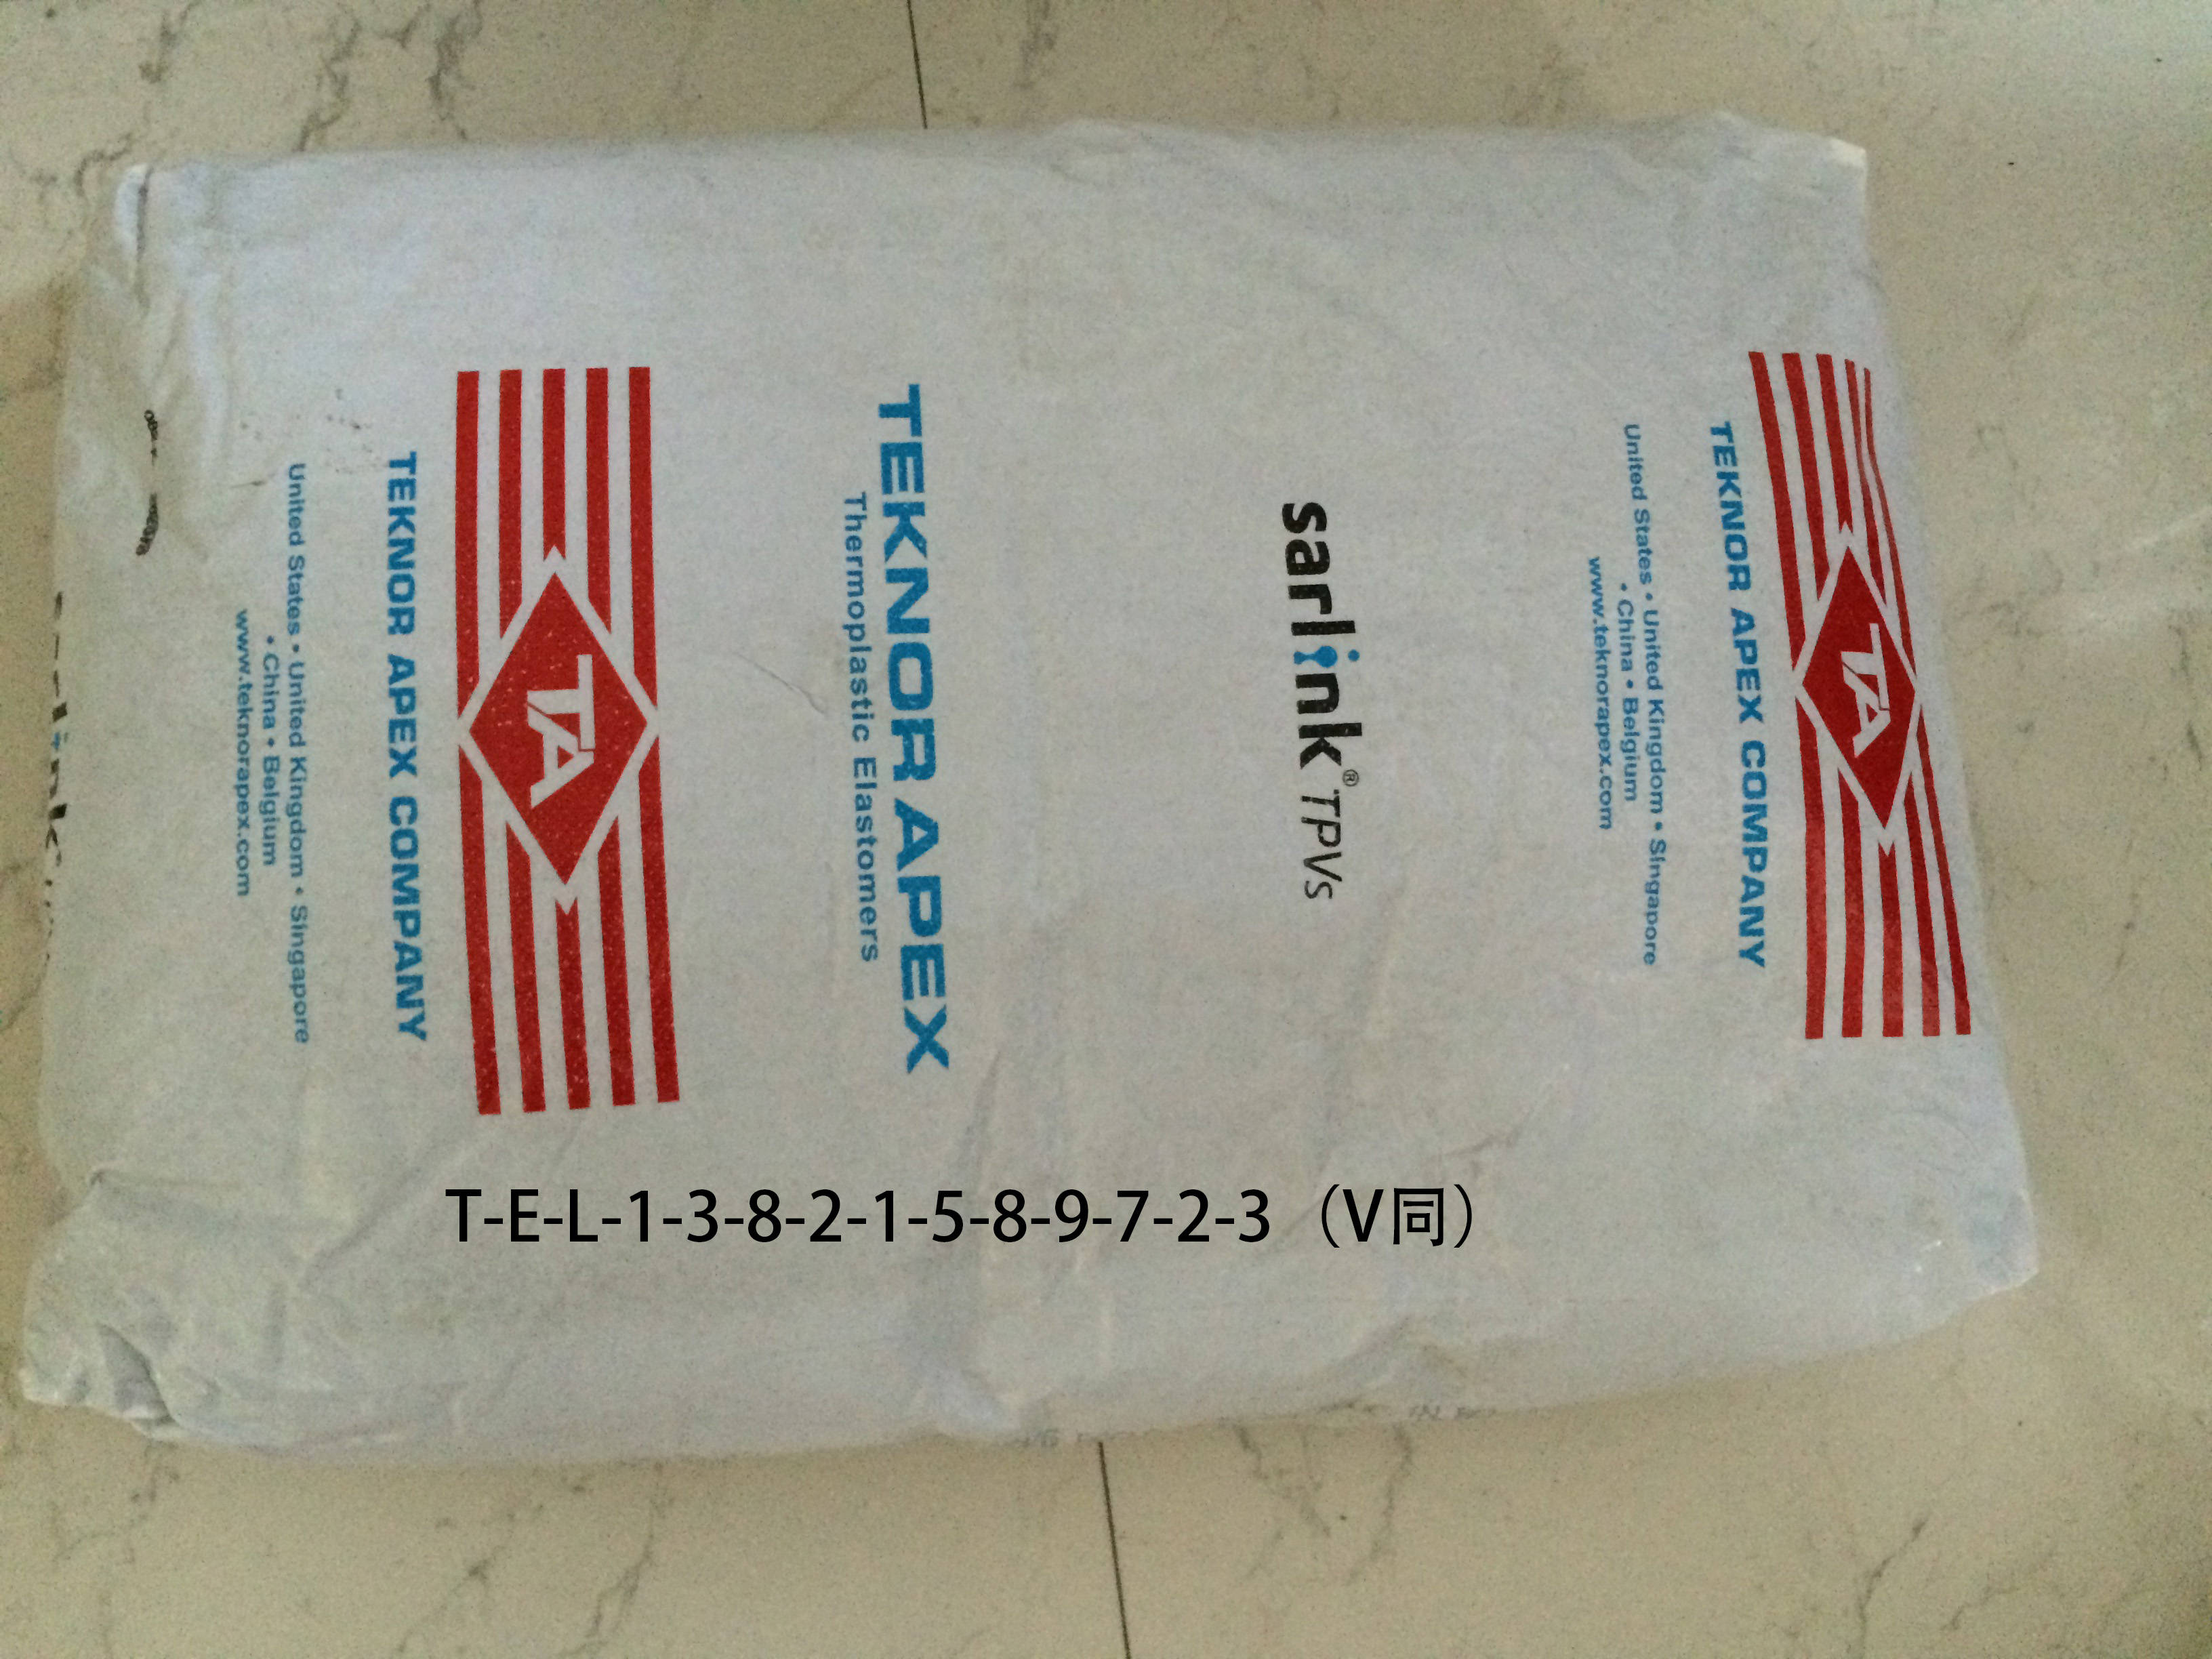 TA
TEKNOR APEX COMPANY
United States • United Kingdom • Singapore
• China • Belgium
www.teknorapex.com
sarlink® TPVs
TEKNOR APEX
Thermoplastic Elastomers
TA
TEKNOR APEX COMPANY
United States • United Kingdom • Singapore
• China • Belgium
www.teknorapex.com
T-E-L-1-3-8-2-1-5-8-9-7-2-3（V同）